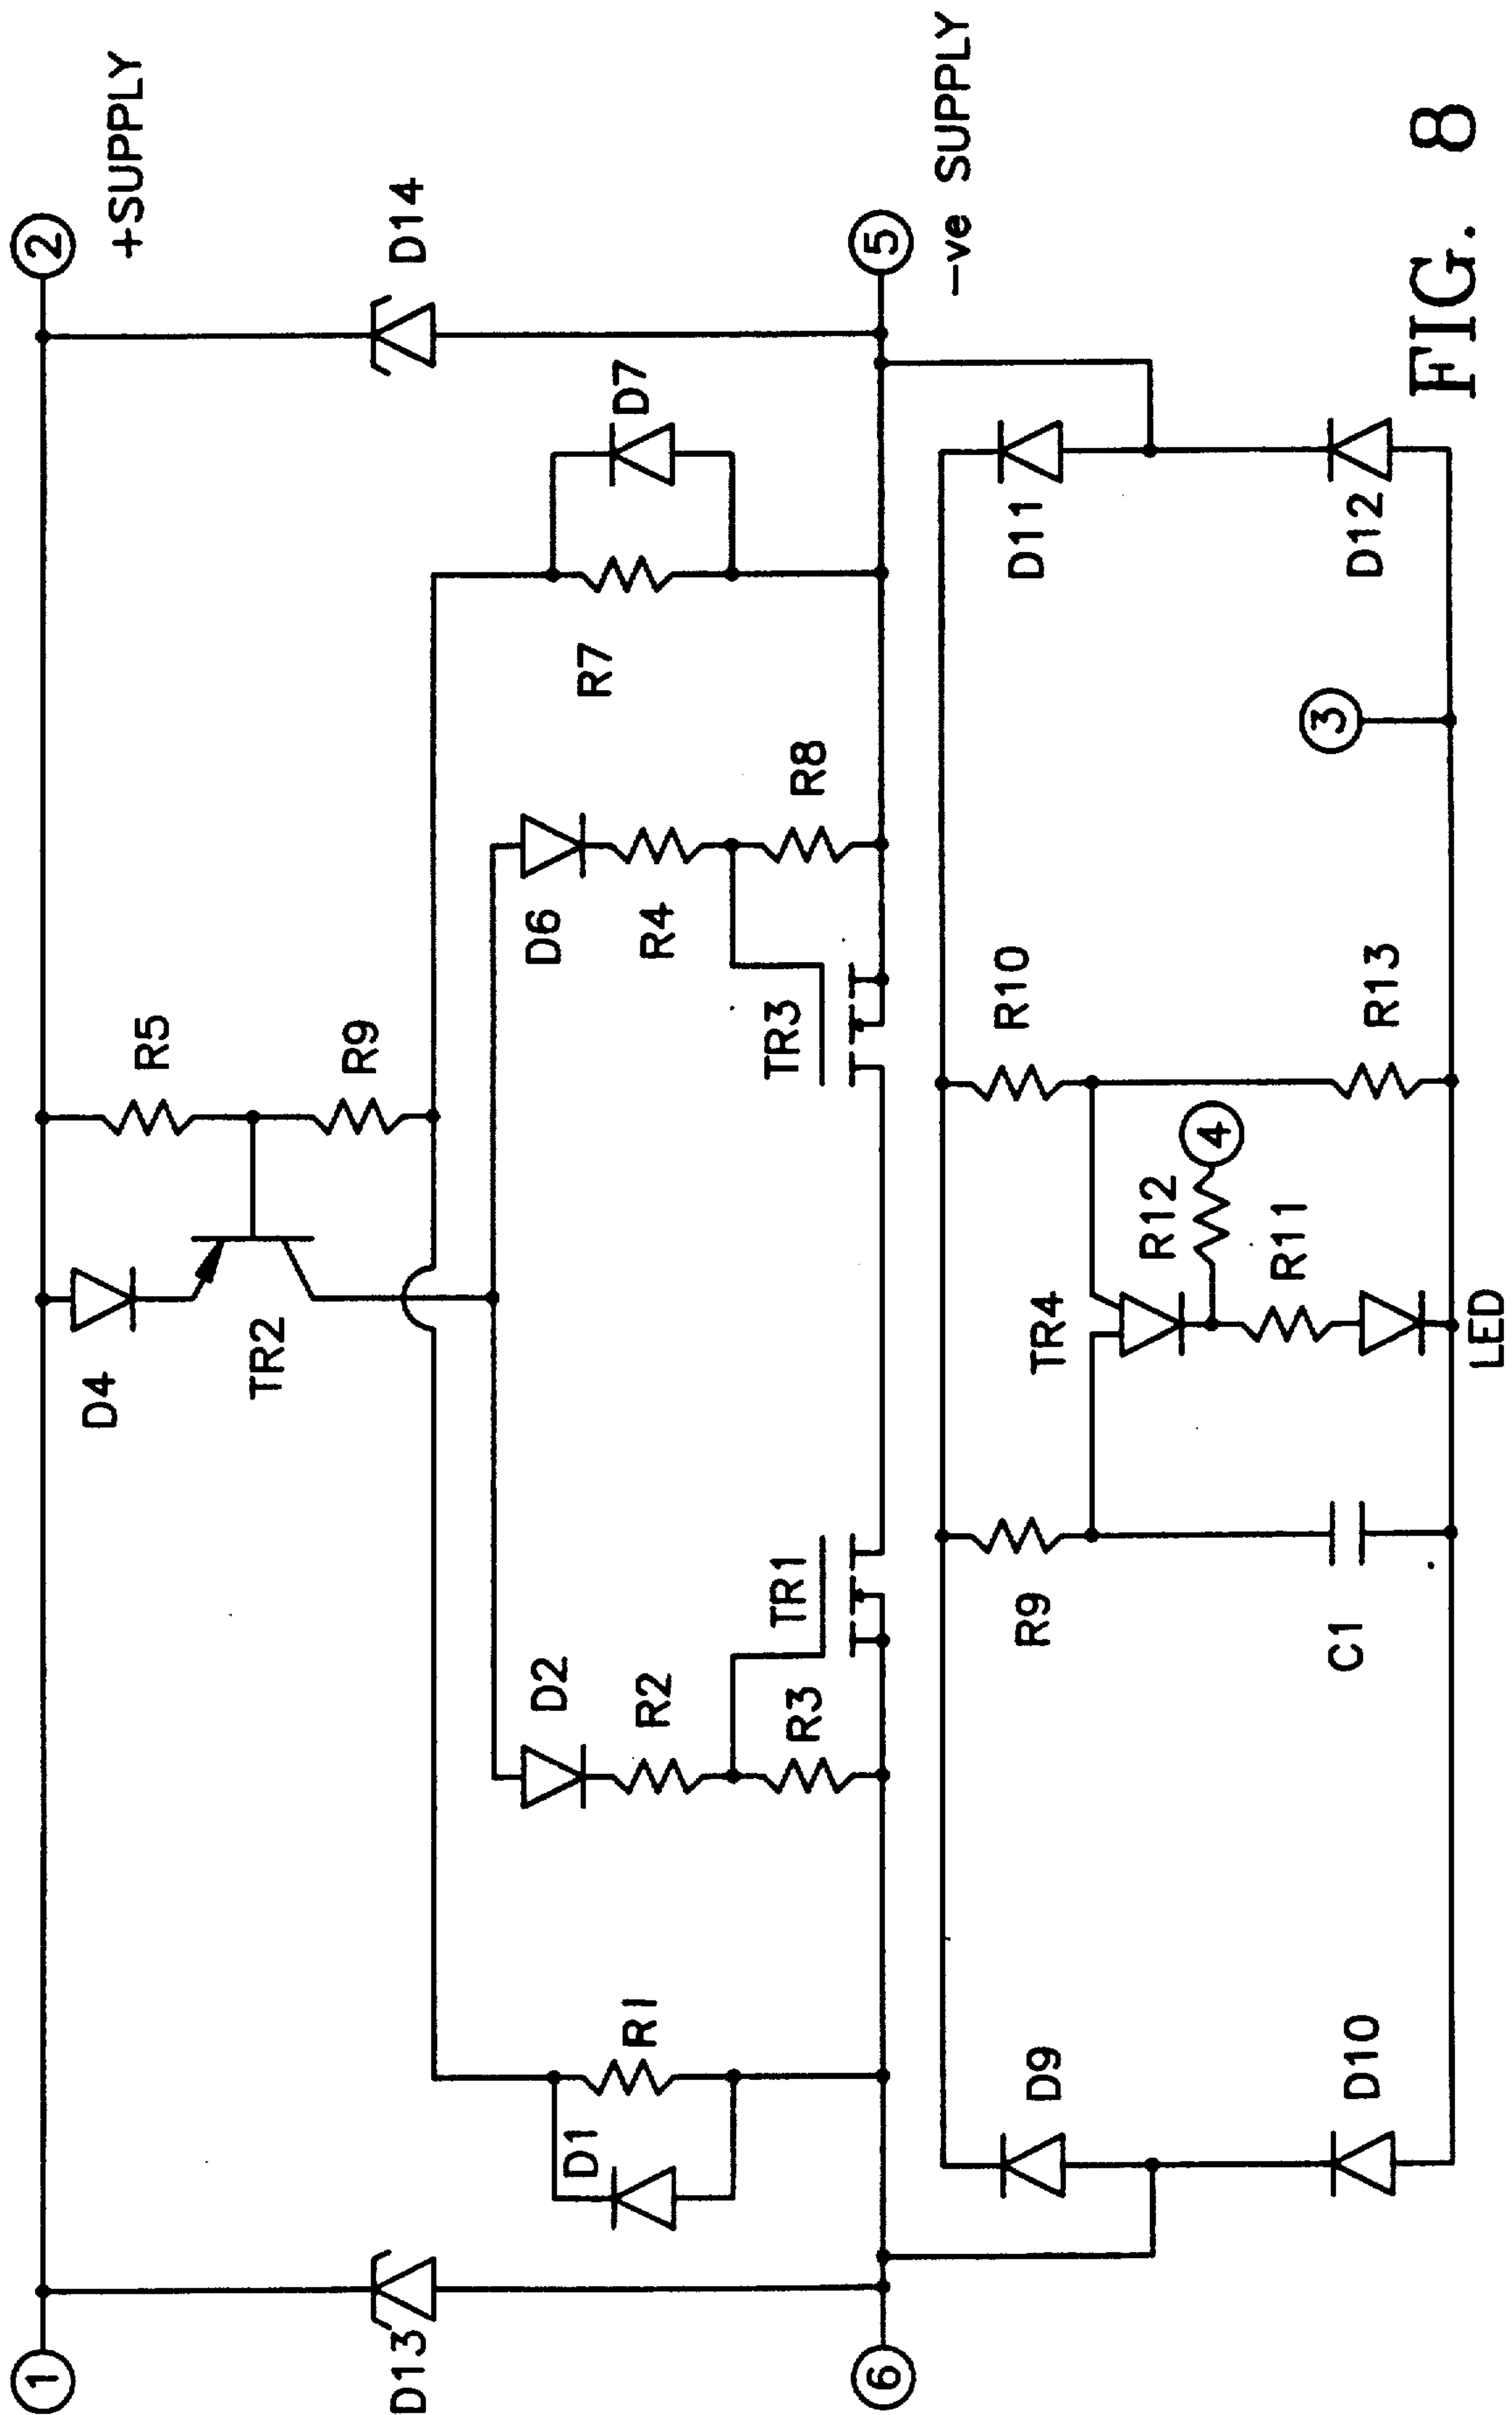 1
2
+SUPPLY
D4
R5
TR2
R9
D13
D14
D1
R1
D2
R2
R3
TR1
D6
R4
R8
TR3
R7
D7
6
5
-ve SUPPLY
D9
D10
R9
C1
TR4
R12
4
R11
LED
R10
R13
3
D11
D12
FIG. 8